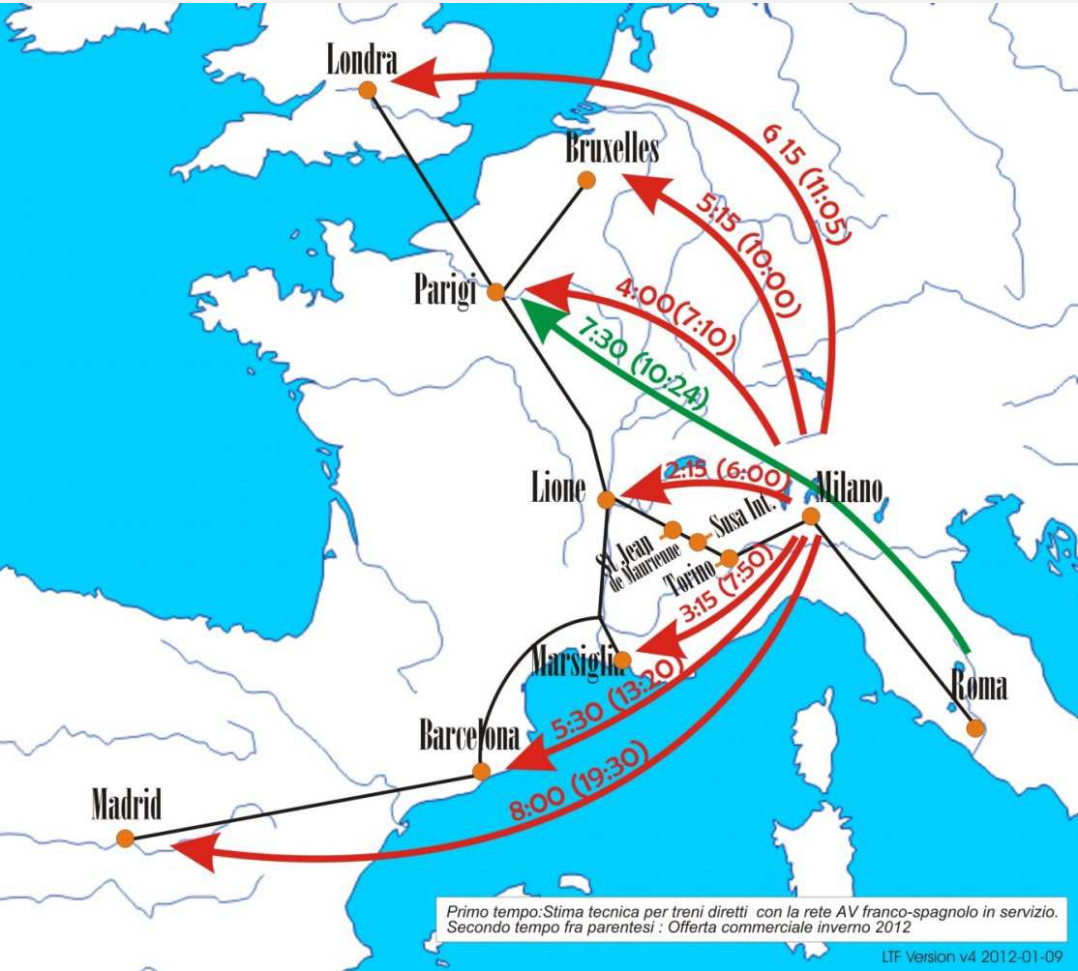 Londra
6 15 (11:05)
Bruxelles
5:15 (10:00)
Parigi
4:00(7:10)
7:30 (10:24)
2:15 (6:00)
Lione
Milano
Susa Int.
St Jean
de Maurienne
Torino
3:15 (7:50)
Marsiglia
Roma
5:30 (13:20)
Barcelona
8:00 (19:30)
Madrid
Primo tempo:Stima tecnica per treni diretti con la rete AV franco-spagnolo in servizio.
Secondo tempo fra parentesi : Offerta commerciale inverno 2012
LTF Version v4 2012-01-09